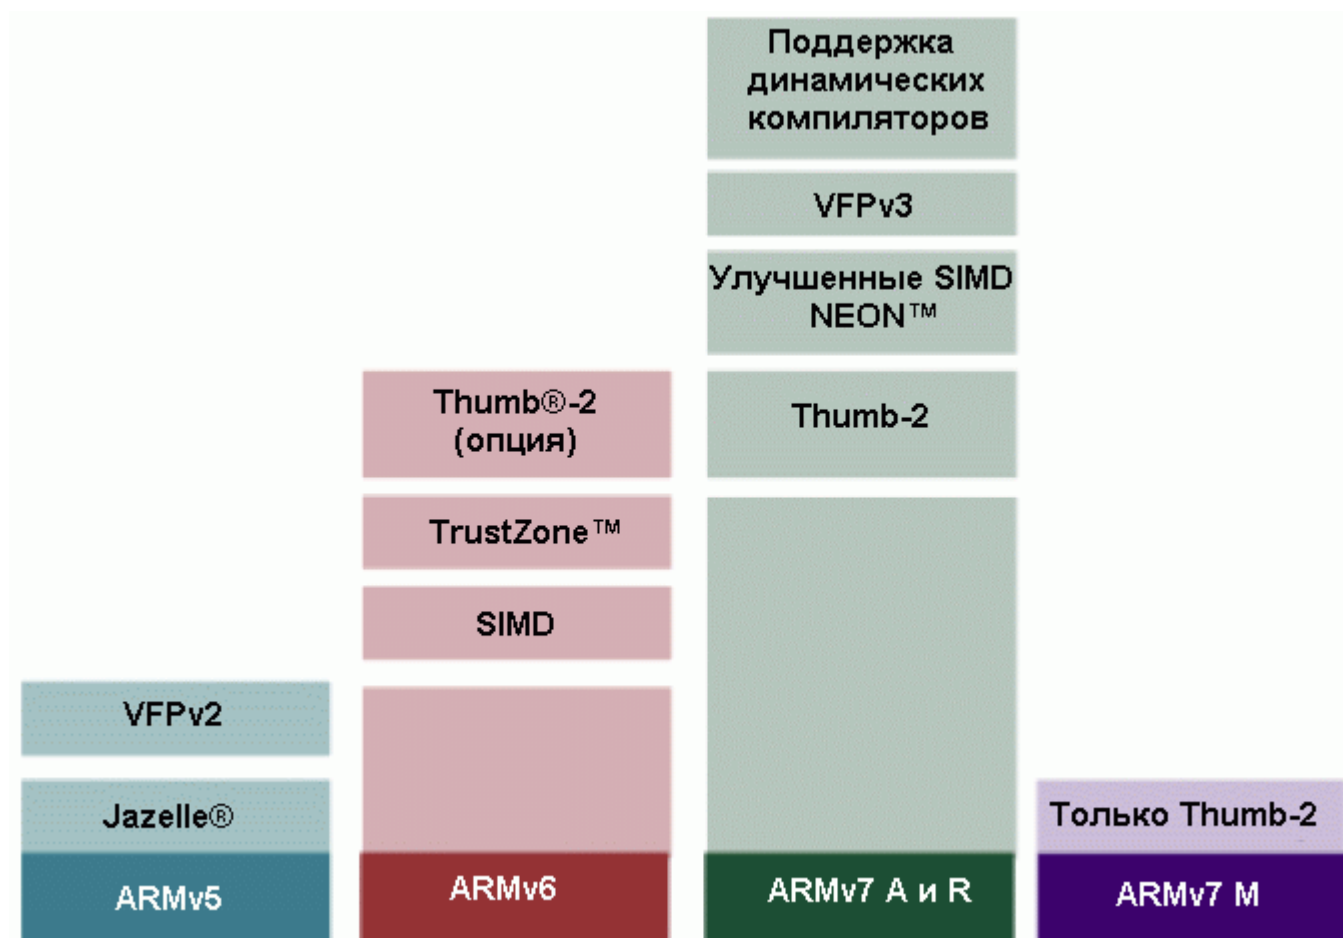 Поддержка
динамических
компиляторов
VFPv3
Улучшенные SIMD
NEON™
Thumb®-2
(опция)
Thumb-2
TrustZone™
SIMD
VFPv2
Jazelle®
Только Thumb-2
ARMv5
ARMv6
ARMv7 А и R
ARMv7 M